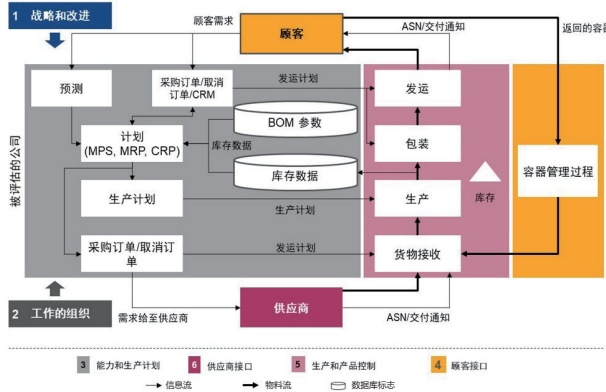 1 战略和改进
顾客需求
顾客
ASN/交付通知
返回的容器
被评估的公司
预测
采购订单/取消
订单/CRM
发运计划
发运
计划
(MPS, MRP, CRP)
库存数据
BOM 参数
包装
库存数据
容器管理过程
生产计划
生产计划
生产
库存
采购订单/取消订
单
发运计划
货物接收
2 工作的组织
需求给至供应商
供应商
ASN/交付通知
3 能力和生产计划
6 供应商接口
5 生产和产品控制
4 顾客接口
信息流
物料流
数据库标志